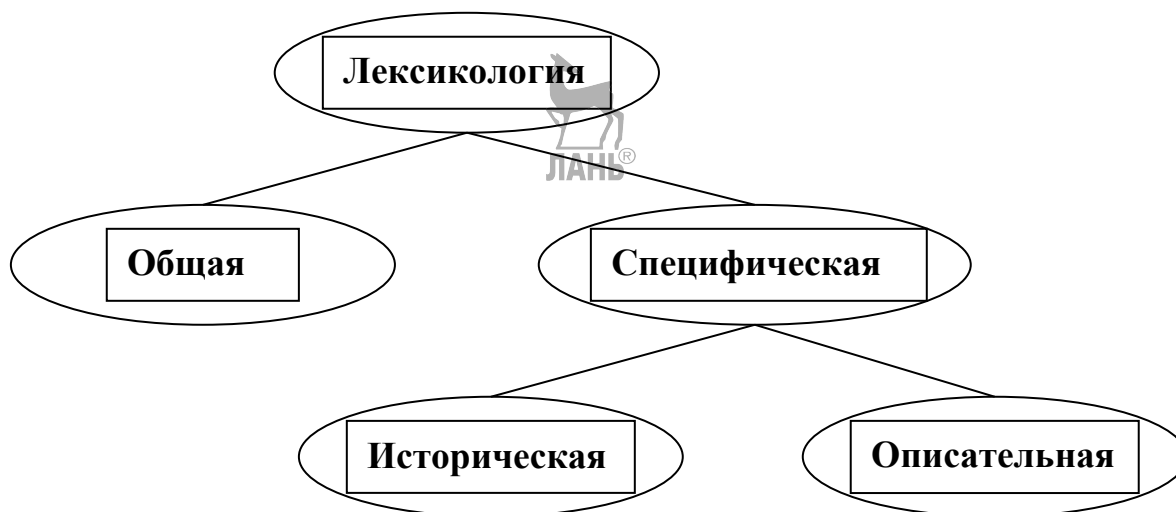 Лексикология
ЛАНЬ®
Общая
Специфическая
Историческая
Описательная